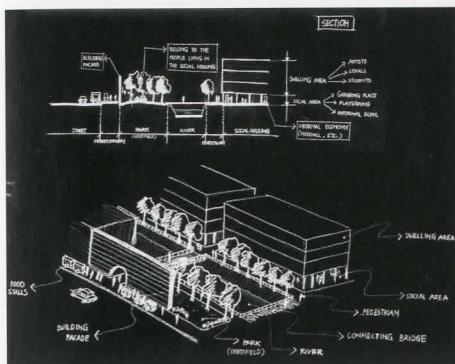 SECTION
BUILDING
FACADE
BELONG TO THE
PEOPLE LIVING IN
THE SOCIAL HOUSING
DWELLING AREA
ARTISTS
LOCALS
STUDENTS
SOCIAL AREA
GATHERING PLACE
PLAYGROUND
INFORMAL ECON.
INFORMAL ECONOMY
STREET
PEDESTRIAN
PARK
RIVER
PEDESTRIAN
SOCIAL HOUSING
FOOD
STALLS
BUILDING
FACADE
PARK
RIVER
CONNECTING BRIDGE
PEDESTRIAN
SOCIAL AREA
DWELLING AREA